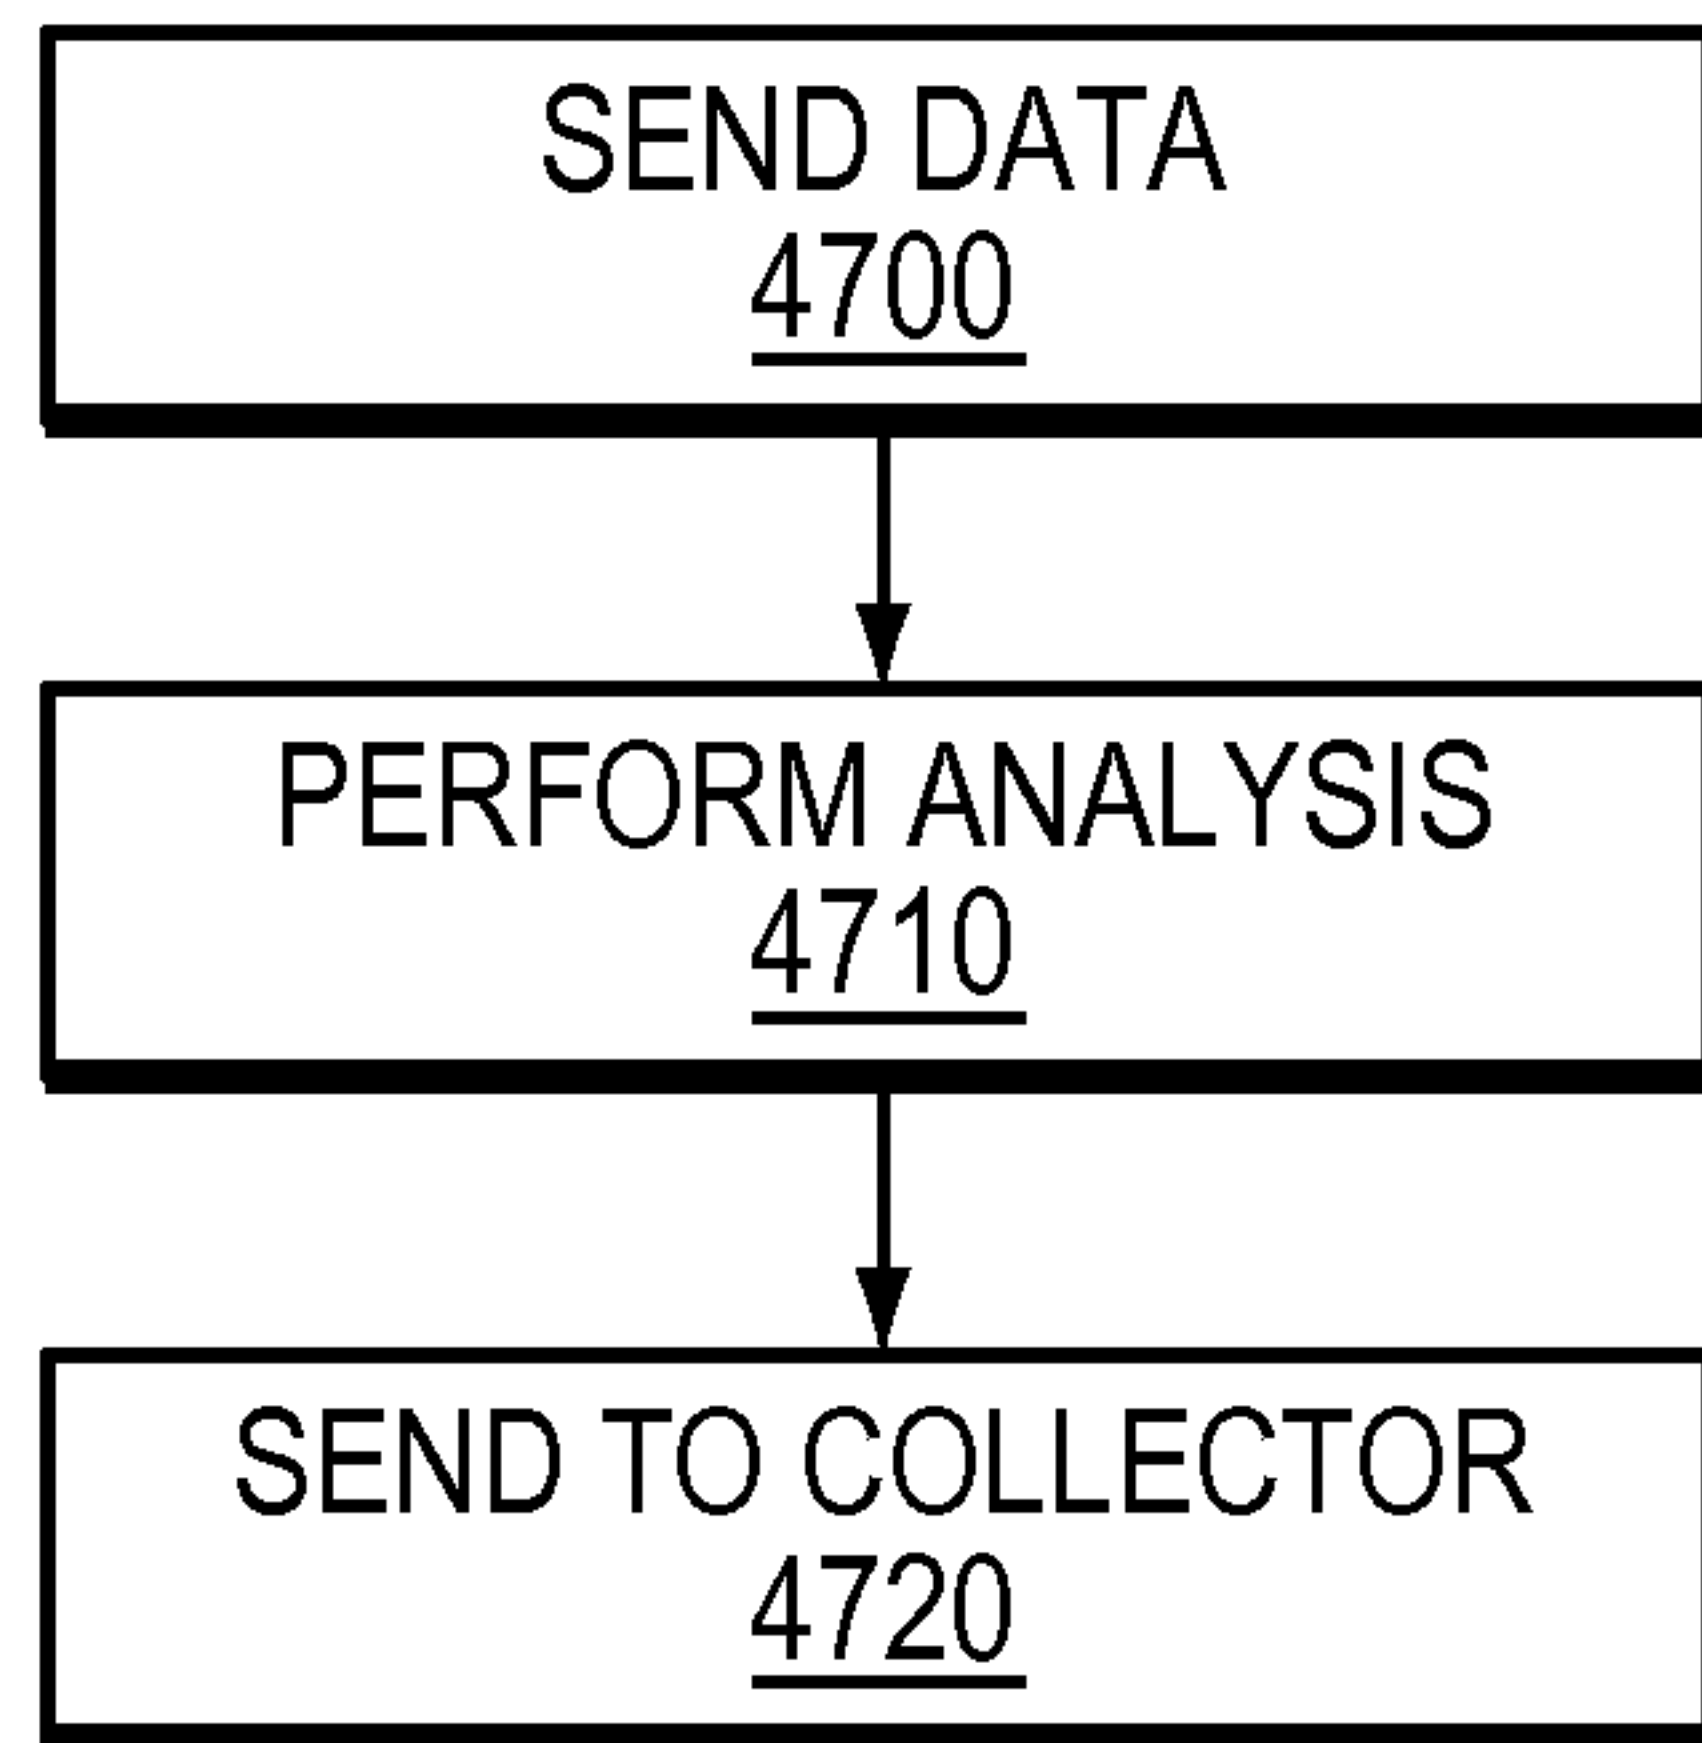 SEND DATA
4700
PERFORM ANALYSIS
4710
SEND TO COLLECTOR
4720